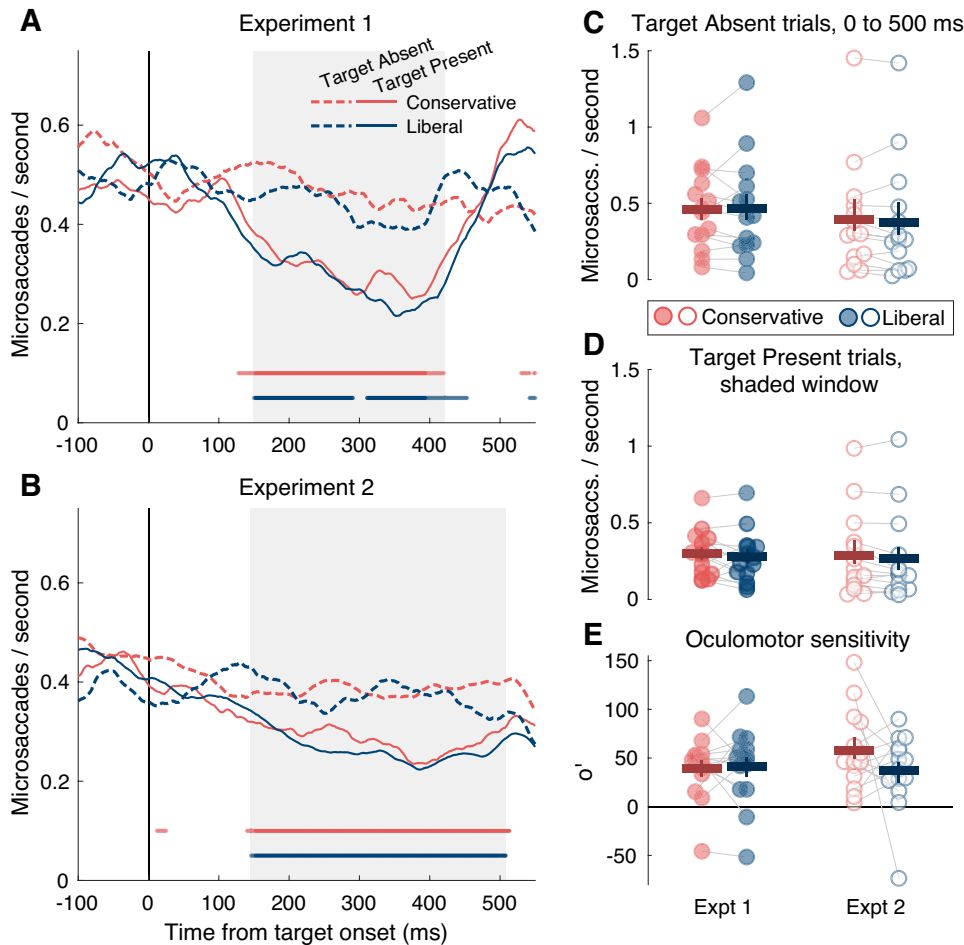 A
Experiment 1
Target Absent
Target Present
Conservative
Liberal
Microsaccades / second
0.6
0.4
0.2
0
-100
0
100
200
300
400
500
B
Experiment 2
Microsaccades / second
0.6
0.4
0.2
0
-100
0
100
200
300
400
500
Time from target onset (ms)
C
Target Absent trials, 0 to 500 ms
Microsaccs. / second
1.5
1
0.5
0
Conservative
Liberal
D
Target Present trials,
shaded window
Microsaccs. / second
1.5
1
0.5
0
E
Oculomotor sensitivity
o'
150
100
50
0
-50
Expt 1
Expt 2